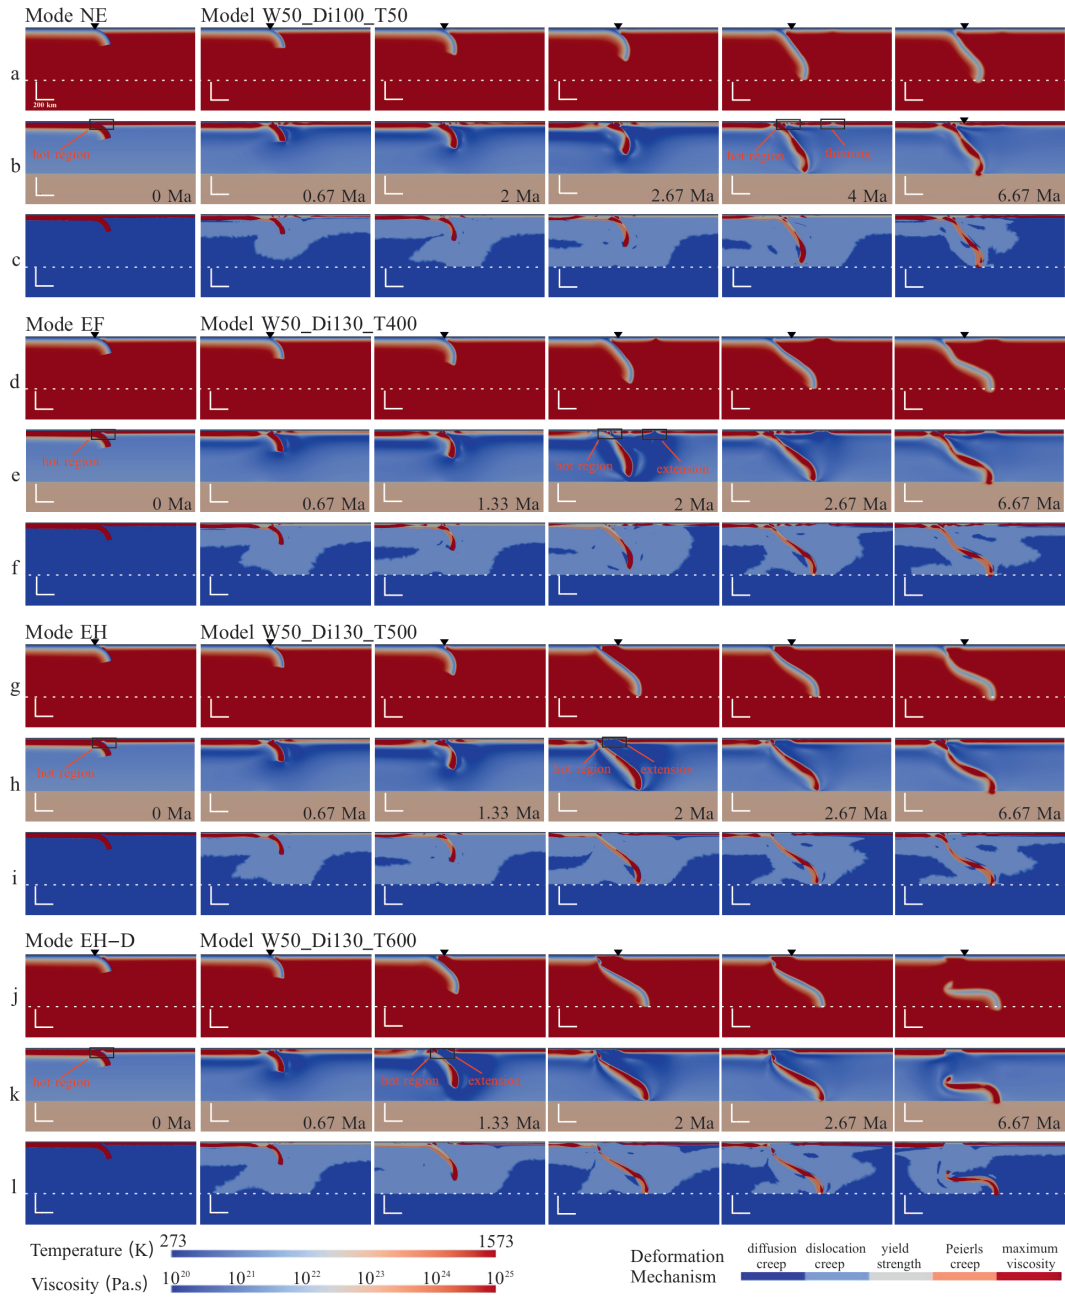 Mode NE Model W50_Di100_T50
a
200 km
b
hot region
hot region
thinning
0 Ma 0.67 Ma 2 Ma 2.67 Ma 4 Ma 6.67 Ma
c
Mode EF Model W50_Di130_T400
d
e
hot region
hot region
extension
0 Ma 0.67 Ma 1.33 Ma 2 Ma 2.67 Ma 6.67 Ma
f
Mode EH Model W50_Di130_T500
g
h
hot region
hot region
extension
0 Ma 0.67 Ma 1.33 Ma 2 Ma 2.67 Ma 6.67 Ma
i
Mode EH-D Model W50_Di130_T600
j
k
hot region
hot region
extension
0 Ma 0.67 Ma 1.33 Ma 2 Ma 2.67 Ma 6.67 Ma
l
Temperature (K) 273 1573
Viscosity (Pa.s) 10²⁰ 10²¹ 10²² 10²³ 10²⁴ 10²⁵
Deformation Mechanism
diffusion creep
dislocation creep
yield strength
Peierls creep
maximum viscosity